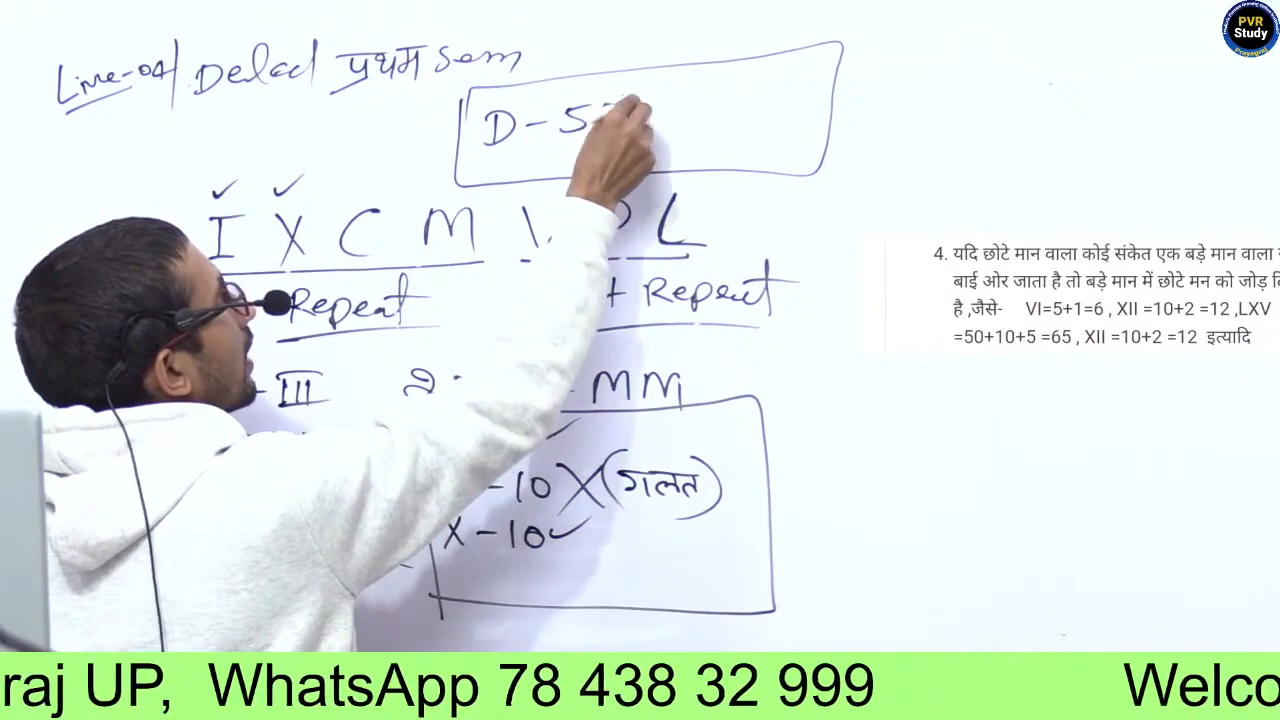 PVR
Study
Prayagraj
Live-04 Deled प्रथम Sem
D - 5
I X C M D L
Repeat
Repeat
III
MM
- 10 X (गलत)
X - 10 ✓
4. यदि छोटे मान वाला कोई संकेत एक बड़े मान वाला
बाई ओर जाता है तो बड़े मान में छोटे मन को जोड़
है ,जैसे- VI=5+1=6 , XII =10+2 =12 ,LXV
=50+10+5 =65 , XII =10+2 =12 इत्यादि
raj UP, WhatsApp 78 438 32 999 Welco